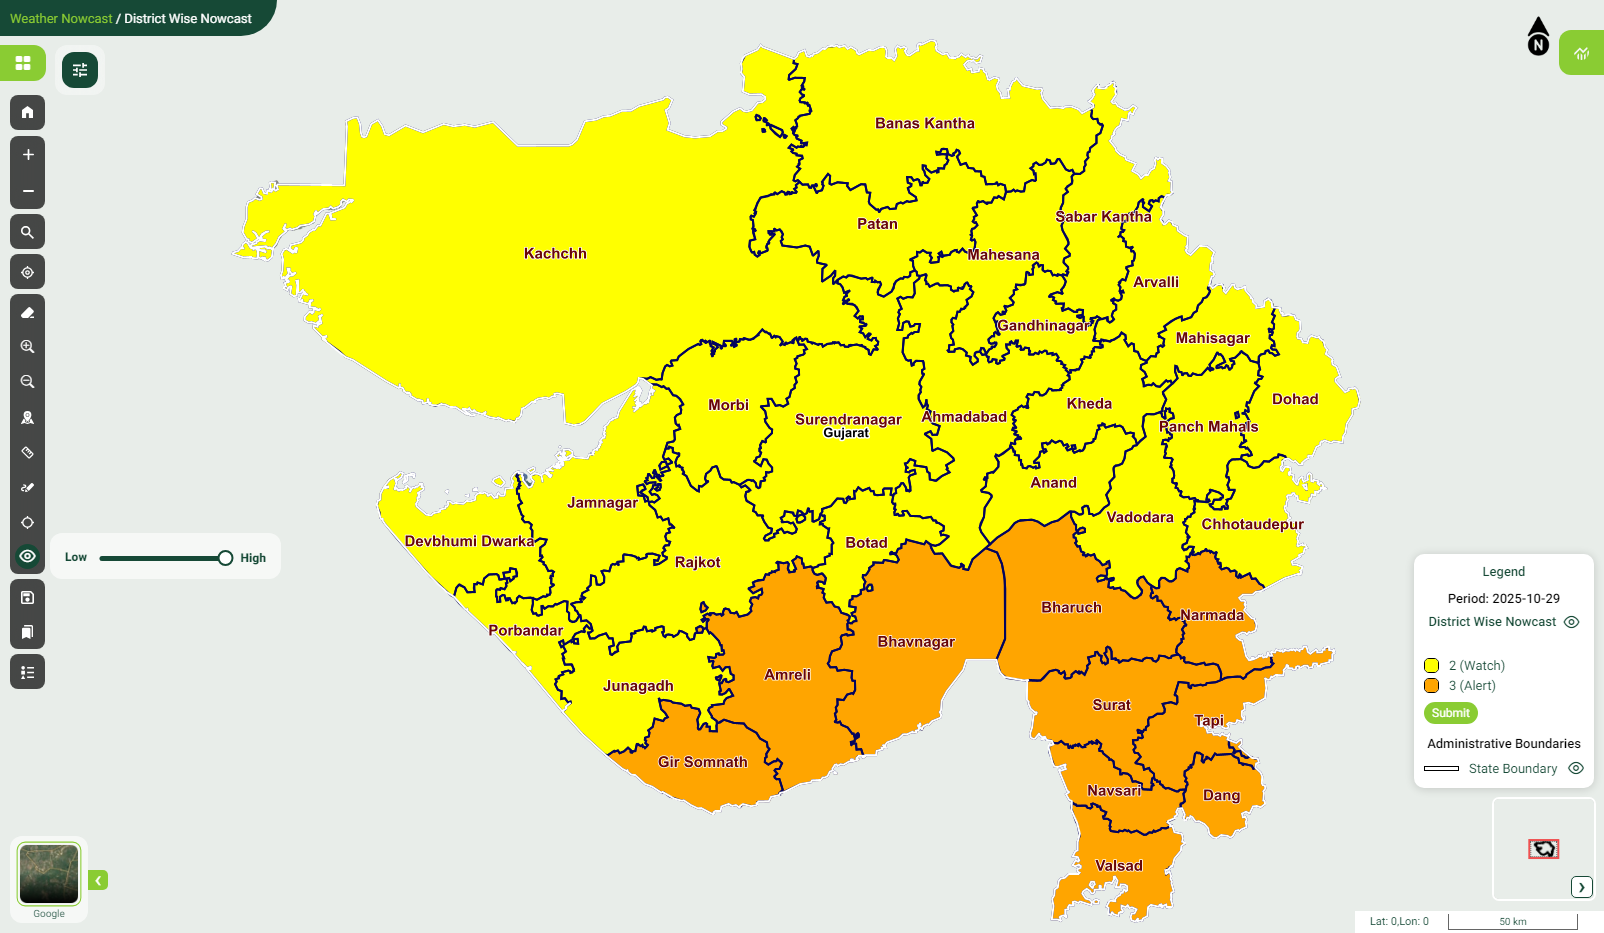 Weather Nowcast / District Wise Nowcast
N
Banas Kantha
Sabar Kantha
Patan
Kachchh
Mahesana
Arvalli
Gandhinagar
Mahisagar
Dohad
Morbi
Kheda
Surendranagar
Ahmadabad
Panch Mahals
Gujarat
Anand
Jamnagar
Vadodara
Chhotaudepur
Devbhumi Dwarka
Botad
Low
High
Rajkot
Bharuch
Narmada
Porbandar
Bhavnagar
Amreli
Junagadh
Surat
Tapi
Gir Somnath
Navsari
Dang
Valsad
Legend
Period: 2025-10-29
District Wise Nowcast
2 (Watch)
3 (Alert)
Submit
Administrative Boundaries
State Boundary
Google
Lat: 0,Lon: 0
50 km